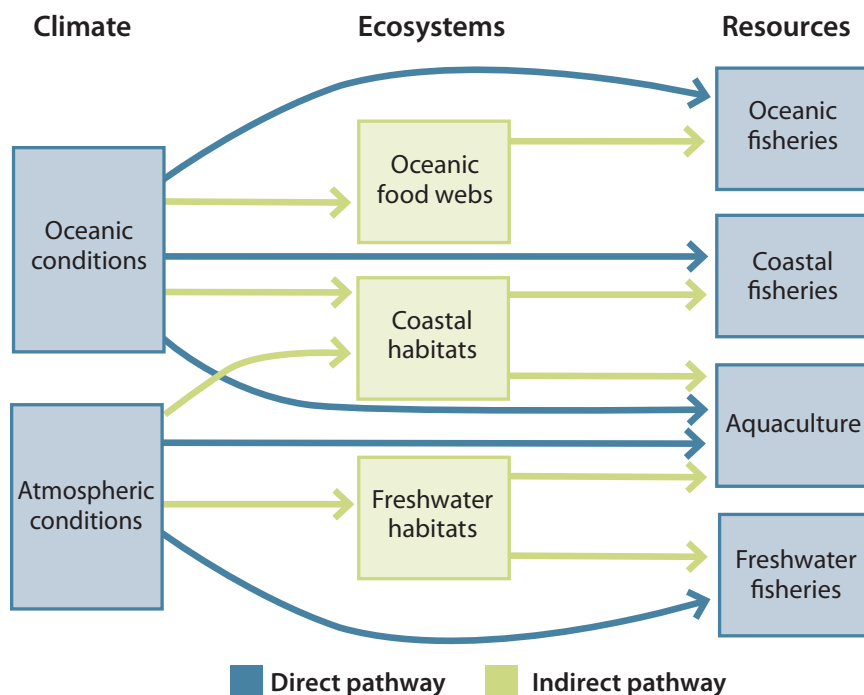 Climate
Ecosystems
Resources
Oceanic
conditions
Atmospheric
conditions
Oceanic
food webs
Coastal
habitats
Freshwater
habitats
Oceanic
fisheries
Coastal
fisheries
Aquaculture
Freshwater
fisheries
Direct pathway
Indirect pathway